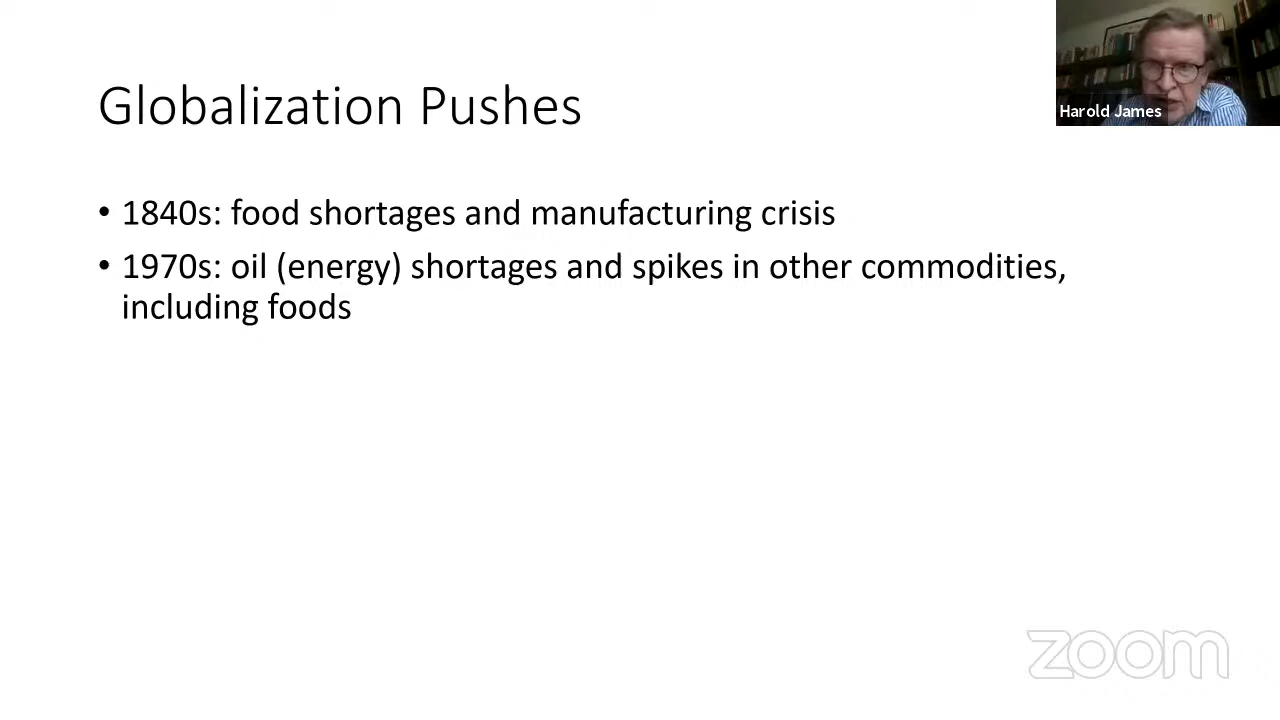 Globalization Pushes
Harold James
• 1840s: food shortages and manufacturing crisis
• 1970s: oil (energy) shortages and spikes in other commodities,
including foods
zoom